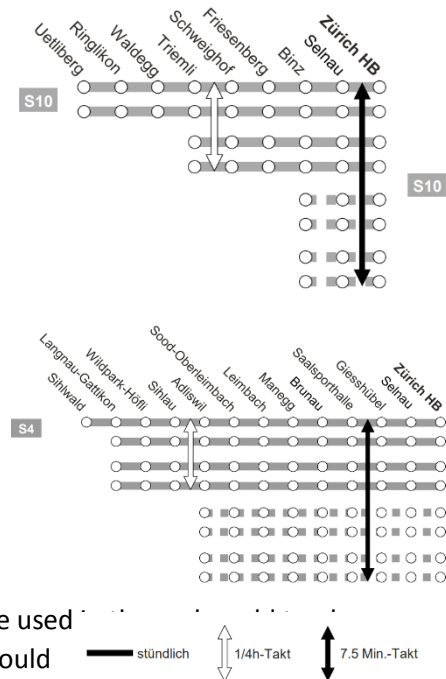 Uetliberg
Ringlikon
Waldegg
Triemli
Schweighof
Friesenberg
Binz
Selnau
Zürich HB
S10
S10
Sihlwald
Langnau-Gattikon
Wildpark-Höfli
Sihlau
Adliswil
Sood-Oberleimbach
Leimbach
Manegg
Brunau
Saalsporthalle
Giesshübel
Selnau
Zürich HB
S4
e used
ould
stündlich 1/4h-Takt 7.5 Min.-Takt